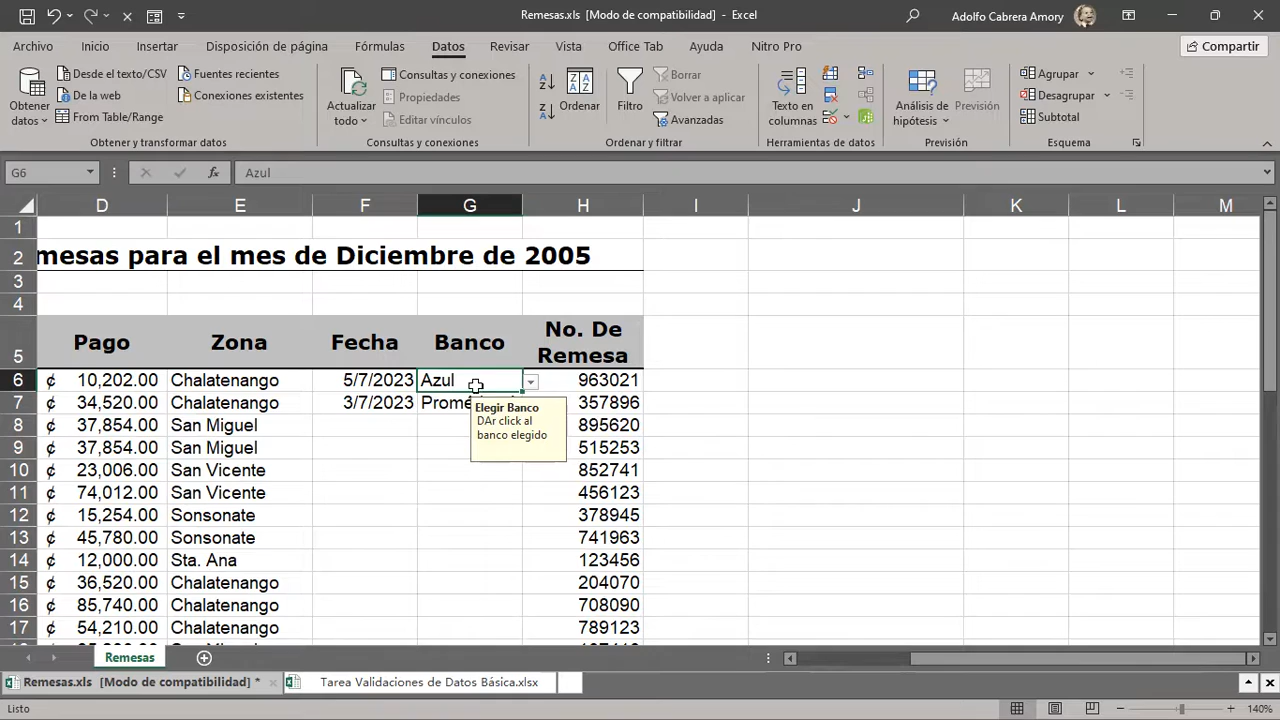 Remesas.xls [Modo de compatibilidad] - Excel
Adolfo Cabrera Amory
Archivo Inicio Insertar Disposición de página Fórmulas Datos Revisar Vista Office Tab Ayuda Nitro Pro
Compartir
Obtener datos
Desde el texto/CSV
De la web
From Table/Range
Fuentes recientes
Conexiones existentes
Actualizar todo
Consultas y conexiones
Propiedades
Editar vínculos
Ordenar
Filtro
Borrar
Volver a aplicar
Avanzadas
Texto en columnas
Análisis de hipótesis
Previsión
Agrupar
Desagrupar
Subtotal
Obtener y transformar datos
Consultas y conexiones
Ordenar y filtrar
Herramientas de datos
Previsión
Esquema
G6 fx Azul
D E F G H I J K L M
1
2 mesas para el mes de Diciembre de 2005
3
4
5 Pago Zona Fecha Banco No. De Remesa
6 ¢ 10,202.00 Chalatenango 5/7/2023 Azul 963021
7 ¢ 34,520.00 Chalatenango 3/7/2023 Promé 357896
Elegir Banco
DAr click al
banco elegido
8 ¢ 37,854.00 San Miguel 895620
9 ¢ 37,854.00 San Miguel 515253
10 ¢ 23,006.00 San Vicente 852741
11 ¢ 74,012.00 San Vicente 456123
12 ¢ 15,254.00 Sonsonate 378945
13 ¢ 45,780.00 Sonsonate 741963
14 ¢ 12,000.00 Sta. Ana 123456
15 ¢ 36,520.00 Chalatenango 204070
16 ¢ 85,740.00 Chalatenango 708090
17 ¢ 54,210.00 Chalatenango 789123
Remesas
Remesas.xls [Modo de compatibilidad] *
Tarea Validaciones de Datos Básica.xlsx
Listo
140%